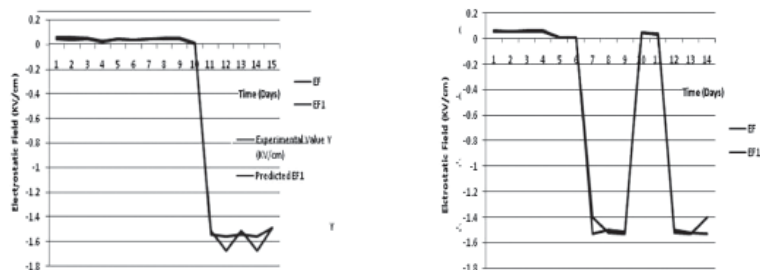 0.2
0
-0.2
-0.4
-0.6
-0.8
-1
-1.2
-1.4
-1.6
-1.8
Electrostatic Field (KV/cm)
1 2 3 4 5 6 7 8 9 10 11 12 13 14 15
Time (Days)
EF
EF1
Experimental Value Y
(KV/cm)
Predicted EF1
Y
0.2
0
-0.2
-0.4
-0.6
-0.8
-1
-1.2
-1.4
-1.6
-1.8
Elctrostatic Field (KV/cm)
1 2 3 4 5 6 7 8 9 10 11 12 13 14
Time (Days)
EF
EF1